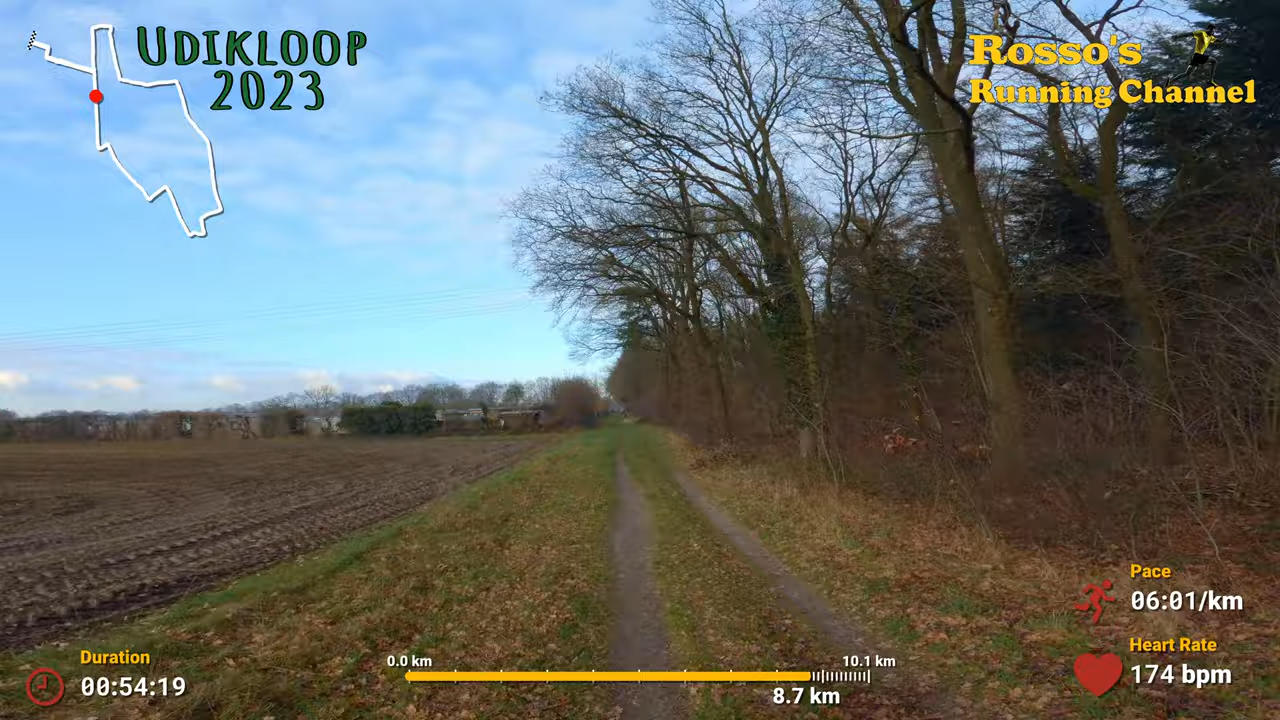 UDIKLOOP
2023
Rosso's
Running Channel
Pace
06:01/km
Heart Rate
174 bpm
Duration
00:54:19
0.0 km
10.1 km
8.7 km